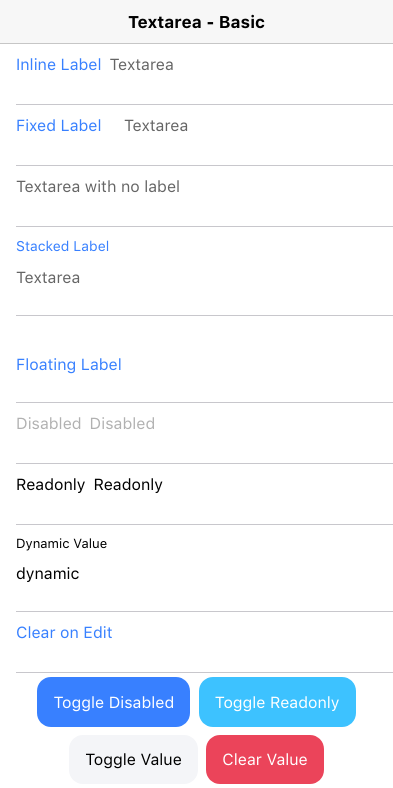 Textarea - Basic
Inline Label Textarea
Fixed Label Textarea
Textarea with no label
Stacked Label
Textarea
Floating Label
Disabled Disabled
Readonly Readonly
Dynamic Value
dynamic
Clear on Edit
Toggle Disabled Toggle Readonly
Toggle Value Clear Value